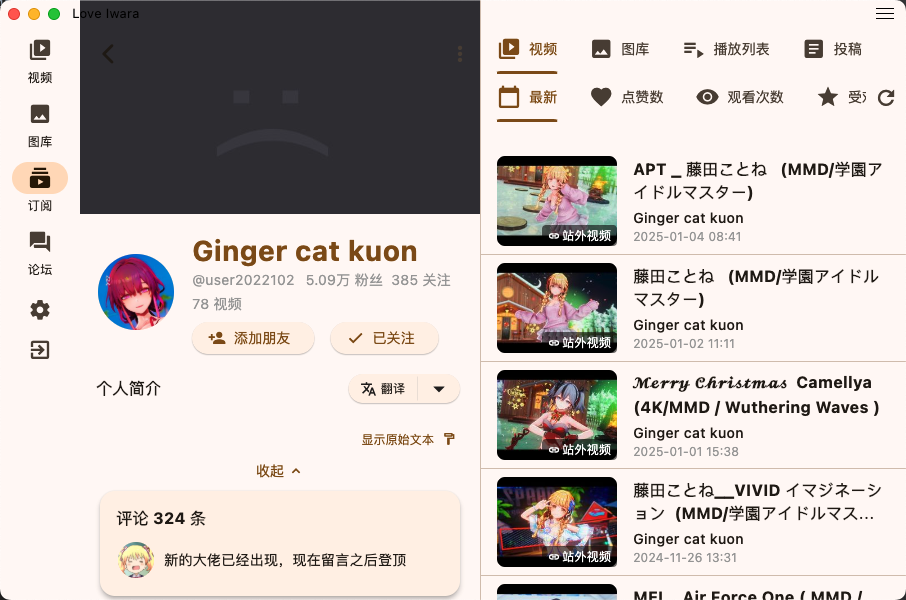 Love Iwara
视频
图库
订阅
论坛
Ginger cat kuon
@user2022102 5.09万 粉丝 385 关注
78 视频
添加朋友
已关注
个人简介
翻译
显示原始文本
收起
评论 324 条
新的大佬已经出现，现在留言之后登顶
视频 图库 播放列表 投稿
最新 点赞数 观看次数
站外视频
APT _ 藤田ことね (MMD/学園ア
イドルマスター)
Ginger cat kuon
2025-01-04 08:41
站外视频
藤田ことね (MMD/学園アイドル
マスター)
Ginger cat kuon
2025-01-02 11:11
站外视频
𝓜𝓮𝓻𝓻𝔂 𝓒𝓱𝓻𝓲𝓼𝓽𝓶𝓪𝓼 Camellya
(4K/MMD / Wuthering Waves )
Ginger cat kuon
2025-01-01 15:38
站外视频
藤田ことね__VIVID イマジネーシ
ョン (MMD/学園アイドルマス…
Ginger cat kuon
2024-11-26 13:31